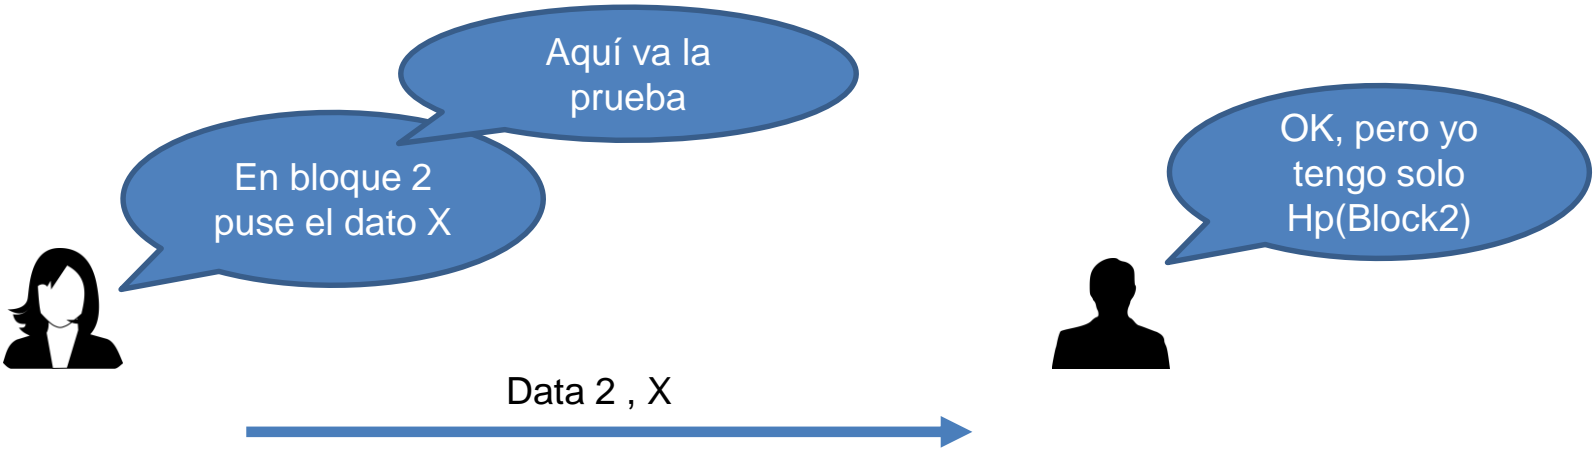 Aquí va la
prueba
En bloque 2
puse el dato X
OK, pero yo
tengo solo
Hp(Block2)
Data 2 , X